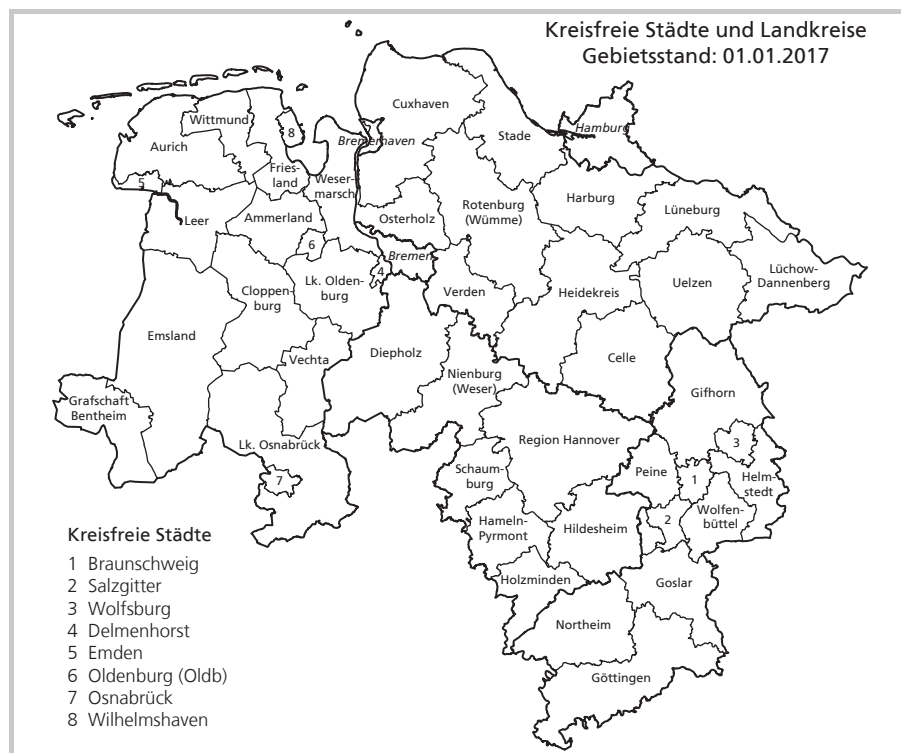 Kreisfreie Städte und Landkreise
Gebietsstand: 01.01.2017
Cuxhaven
Wittmund
8
Stade
Hamburg
Aurich
Bremerhaven
5
Fries-
land
Weser-
marsch
Harburg
Leer
Ammerland
Osterholz
Rotenburg
(Wümme)
Lüneburg
6
Bremen
4
Lk. Olden-
burg
Cloppen-
burg
Verden
Heidekreis
Uelzen
Lüchow-
Dannenberg
Emsland
Vechta
Diepholz
Celle
Nienburg
(Weser)
Grafschaft
Bentheim
Gifhorn
Lk. Osnabrück
Region Hannover
3
7
Schaum-
burg
Peine
1
Helm-
stedt
2
Wolfen-
büttel
Hameln-
Pyrmont
Hildesheim
Holzminden
Goslar
Northeim
Göttingen
Kreisfreie Städte
1 Braunschweig
2 Salzgitter
3 Wolfsburg
4 Delmenhorst
5 Emden
6 Oldenburg (Oldb)
7 Osnabrück
8 Wilhelmshaven